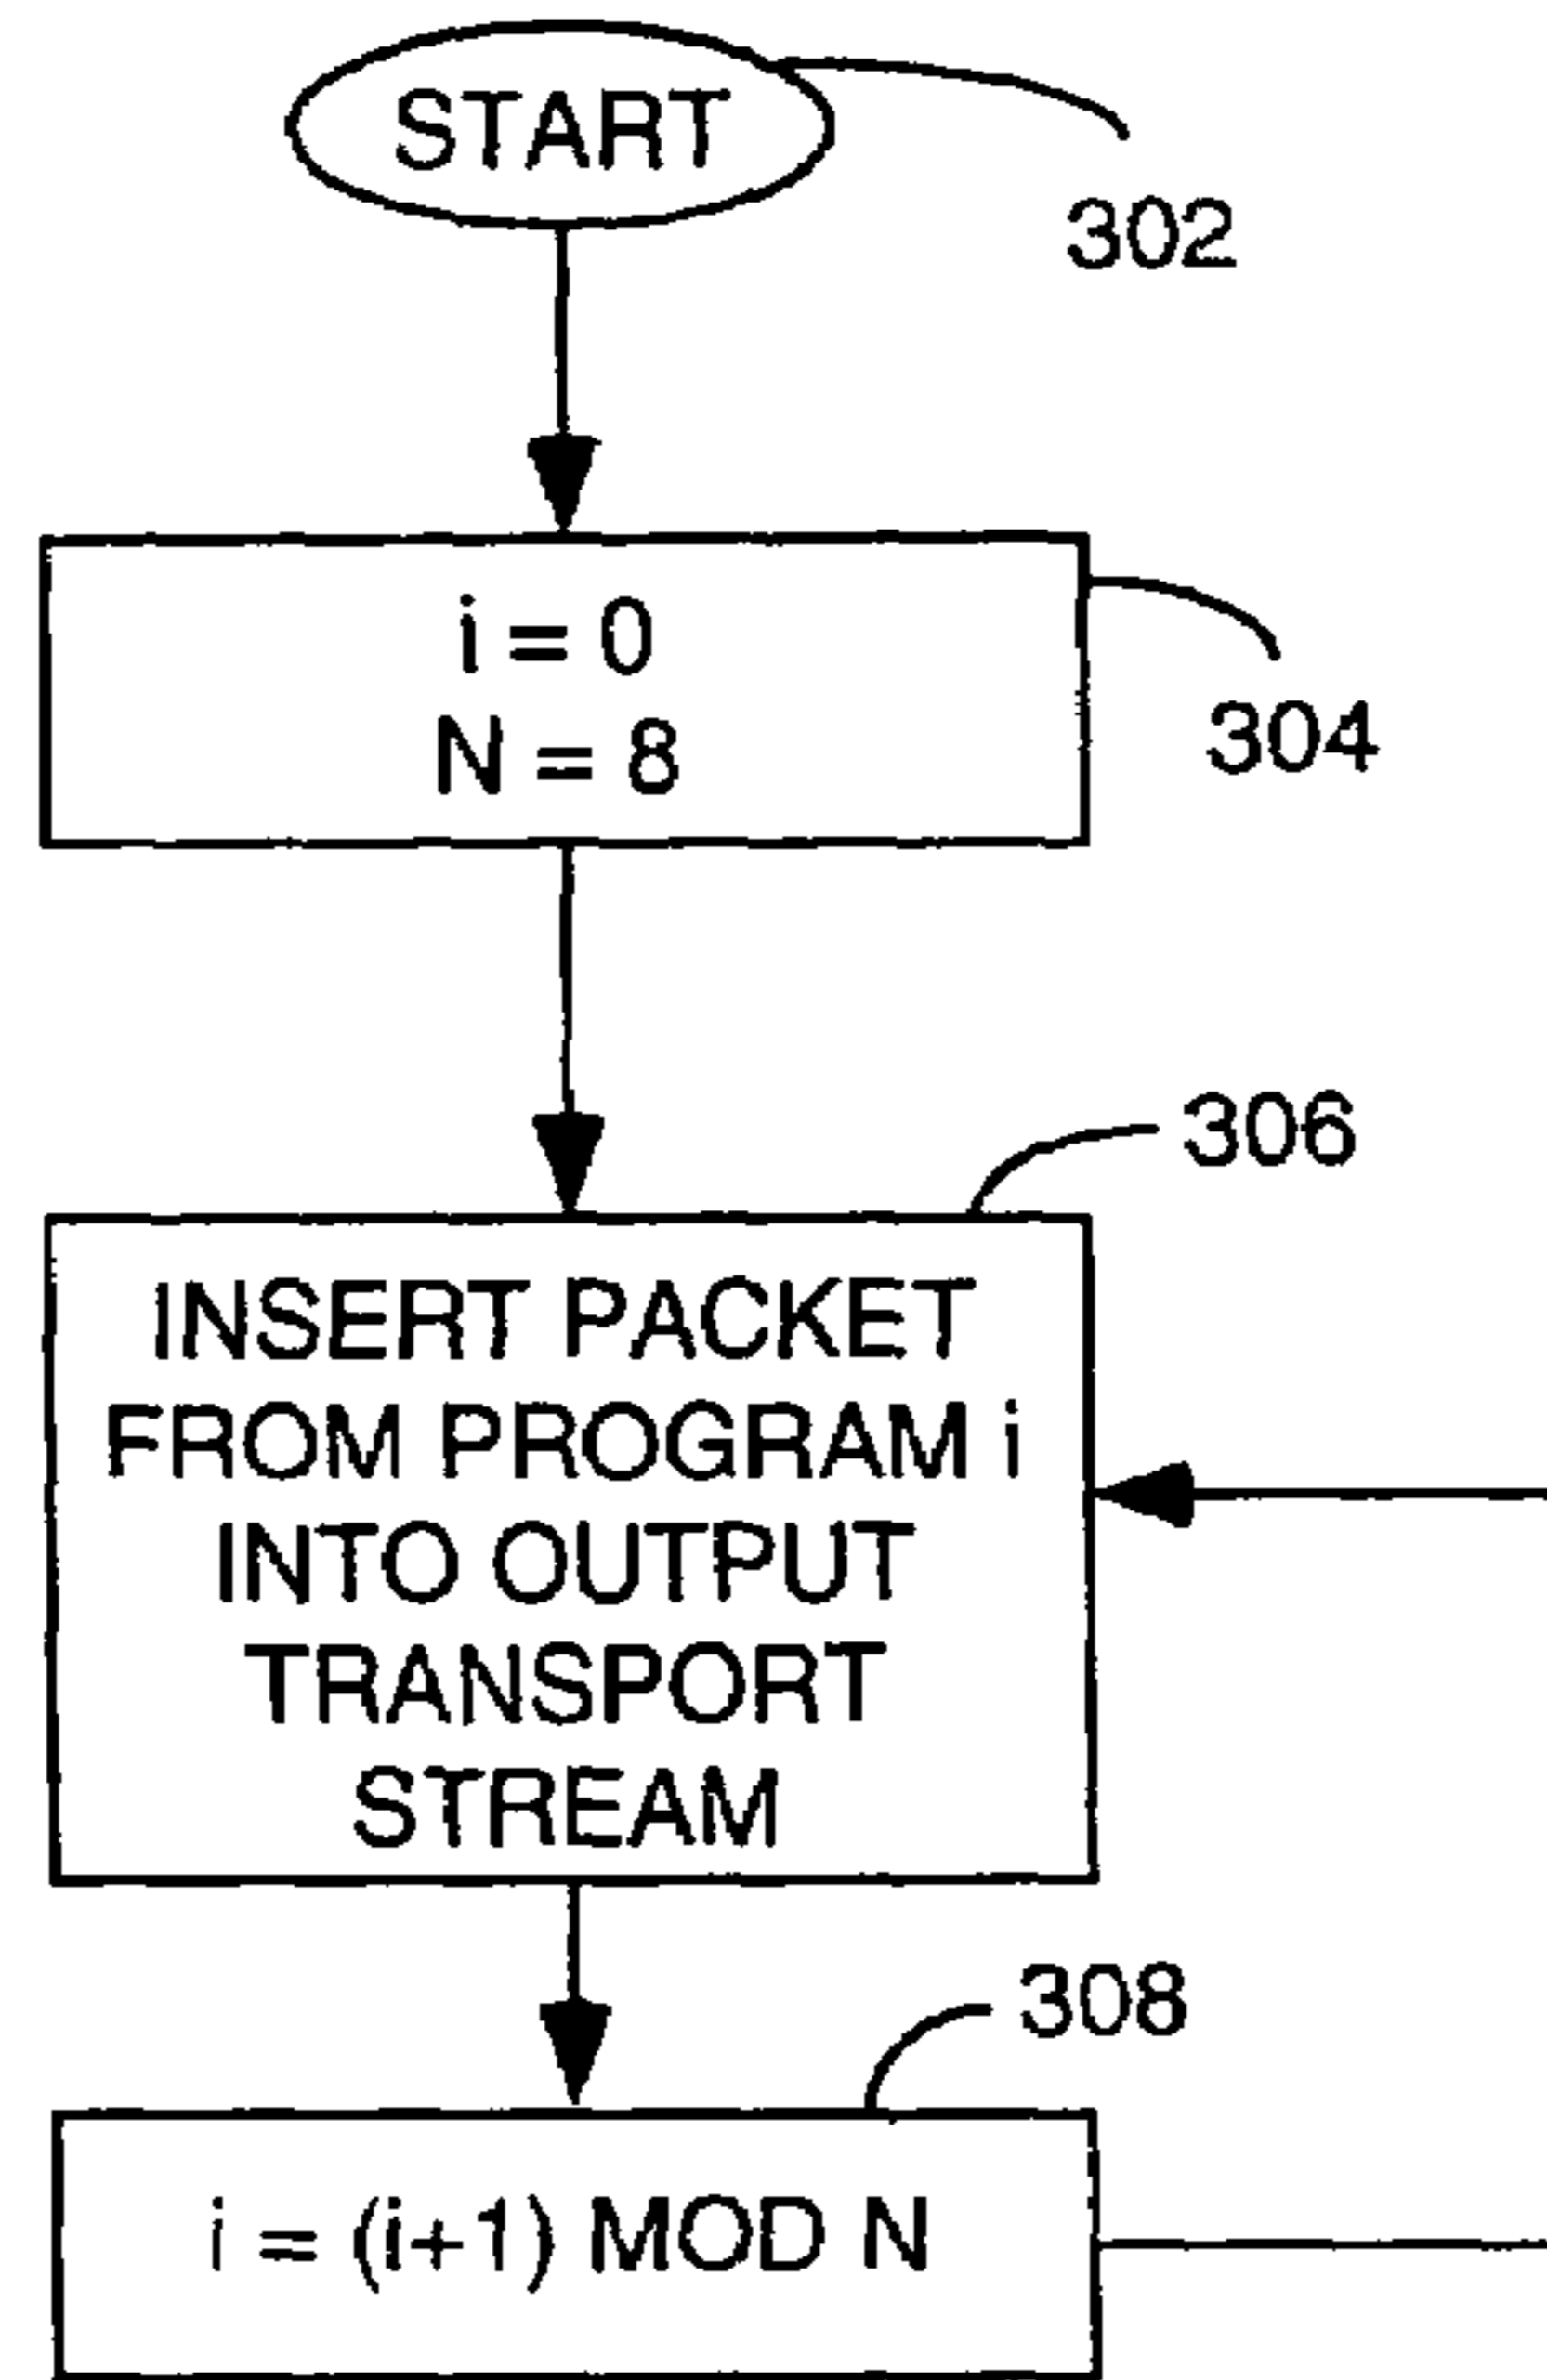 START
302
i = 0
N = 8
304
306
INSERT PACKET
FROM PROGRAM i
INTO OUTPUT
TRANSPORT
STREAM
308
i = (i+1) MOD N